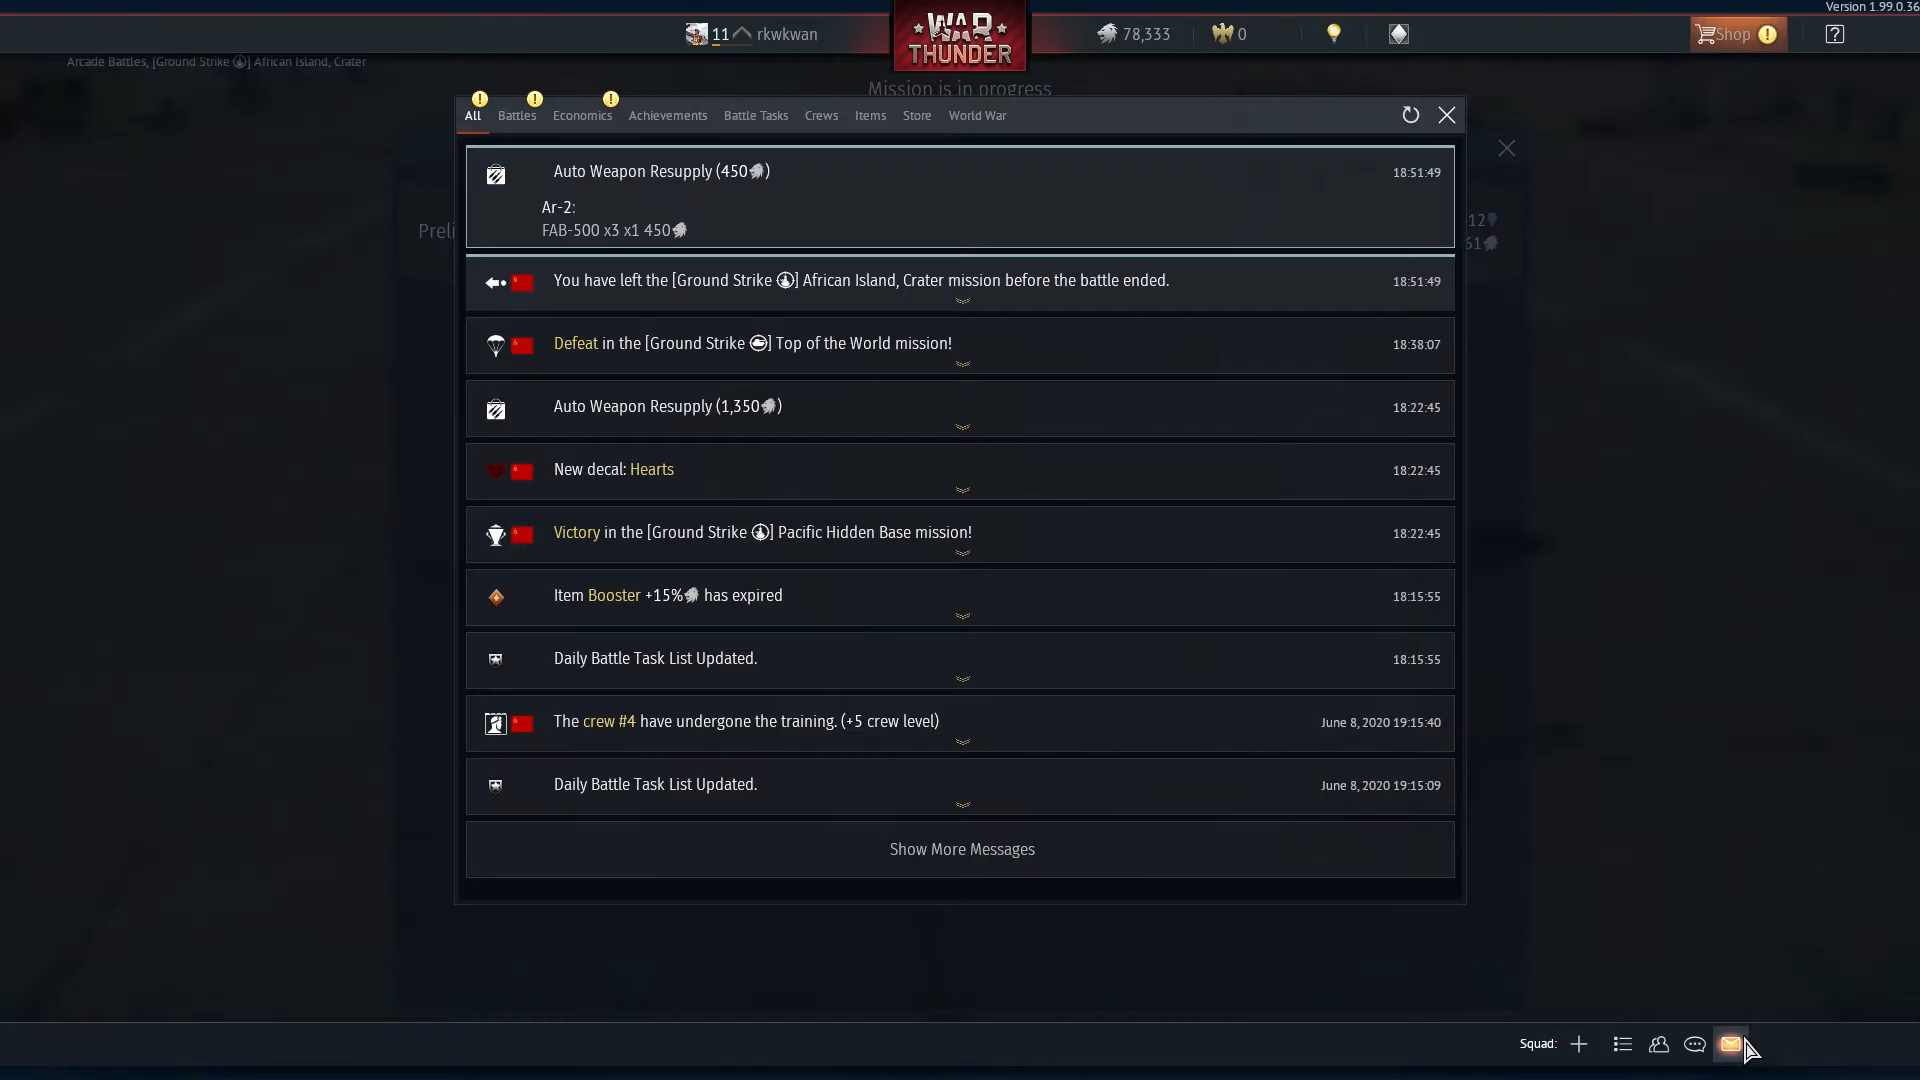 Version 1.99.0.36
11 rkwkwan
WAR THUNDER
78,333
0
Shop
Arcade Battles, [Ground Strike] African Island, Crater
Mission is in progress
All Battles Economics Achievements Battle Tasks Crews Items Store World War
Auto Weapon Resupply (450) 18:51:49
Ar-2:
FAB-500 x3 x1 450
You have left the [Ground Strike] African Island, Crater mission before the battle ended. 18:51:49
Defeat in the [Ground Strike] Top of the World mission! 18:38:07
Auto Weapon Resupply (1,350) 18:22:45
New decal: Hearts 18:22:45
Victory in the [Ground Strike] Pacific Hidden Base mission! 18:22:45
Item Booster +15% has expired 18:15:55
Daily Battle Task List Updated. 18:15:55
The crew #4 have undergone the training. (+5 crew level) June 8, 2020 19:15:40
Daily Battle Task List Updated. June 8, 2020 19:15:09
Show More Messages
Squad: